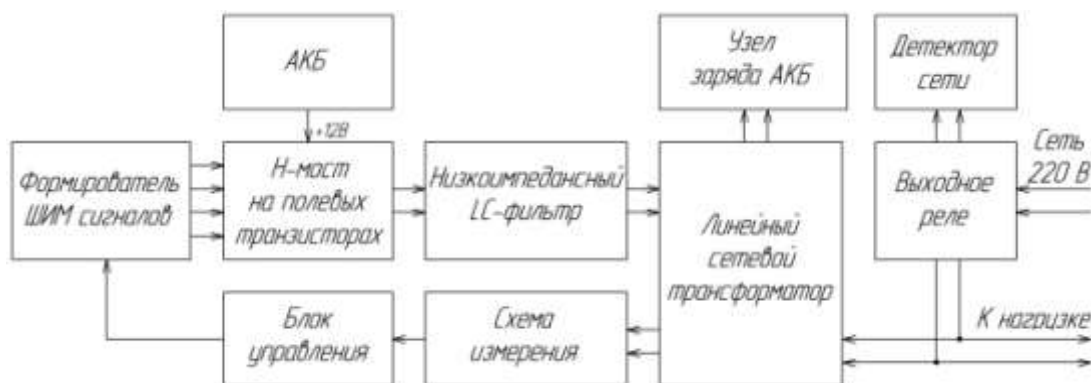 АКБ
Узел
заряда АКБ
Детектор
сети
+12В
Формирователь
ШИМ сигналов
Н-мост
на полевых
транзисторах
Низкоимпедансный
LC-фильтр
Линейный
сетевой
трансформатор
Выходное
реле
Сеть
220 В
Блок
управления
Схема
измерения
К нагрузке